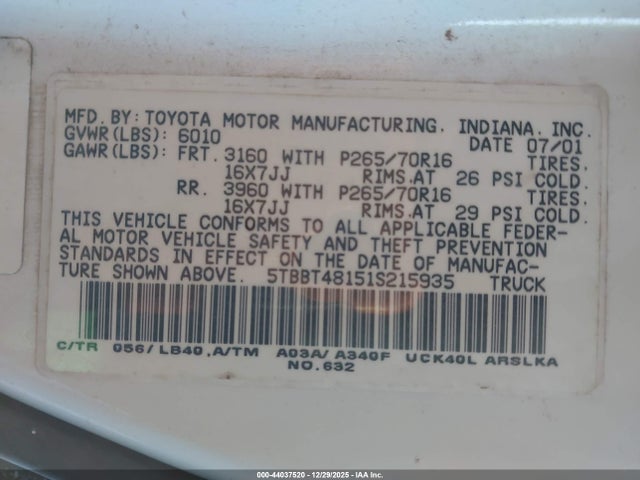 MFD. BY: TOYOTA MOTOR MANUFACTURING. INDIANA. INC.
GVWR(LBS): 6010 DATE 07/01
GAWR(LBS): FRT. 3160 WITH P265/70R16 TIRES.
16X7JJ RIMS.AT 26 PSI COLD.
RR. 3960 WITH P265/70R16 TIRES.
16X7JJ RIMS.AT 29 PSI COLD.
THIS VEHICLE CONFORMS TO ALL APPLICABLE FEDER-
AL MOTOR VEHICLE SAFETY AND THEFT PREVENTION
STANDARDS IN EFFECT ON THE DATE OF MANUFAC-
TURE SHOWN ABOVE. 5TBBT48151S215935 TRUCK
C/TR 056/LB40,A/TM A03A/A340F UCK40L ARSLKA
NO.632
000-44037520 - 12/29/2025 - IAA, Inc.